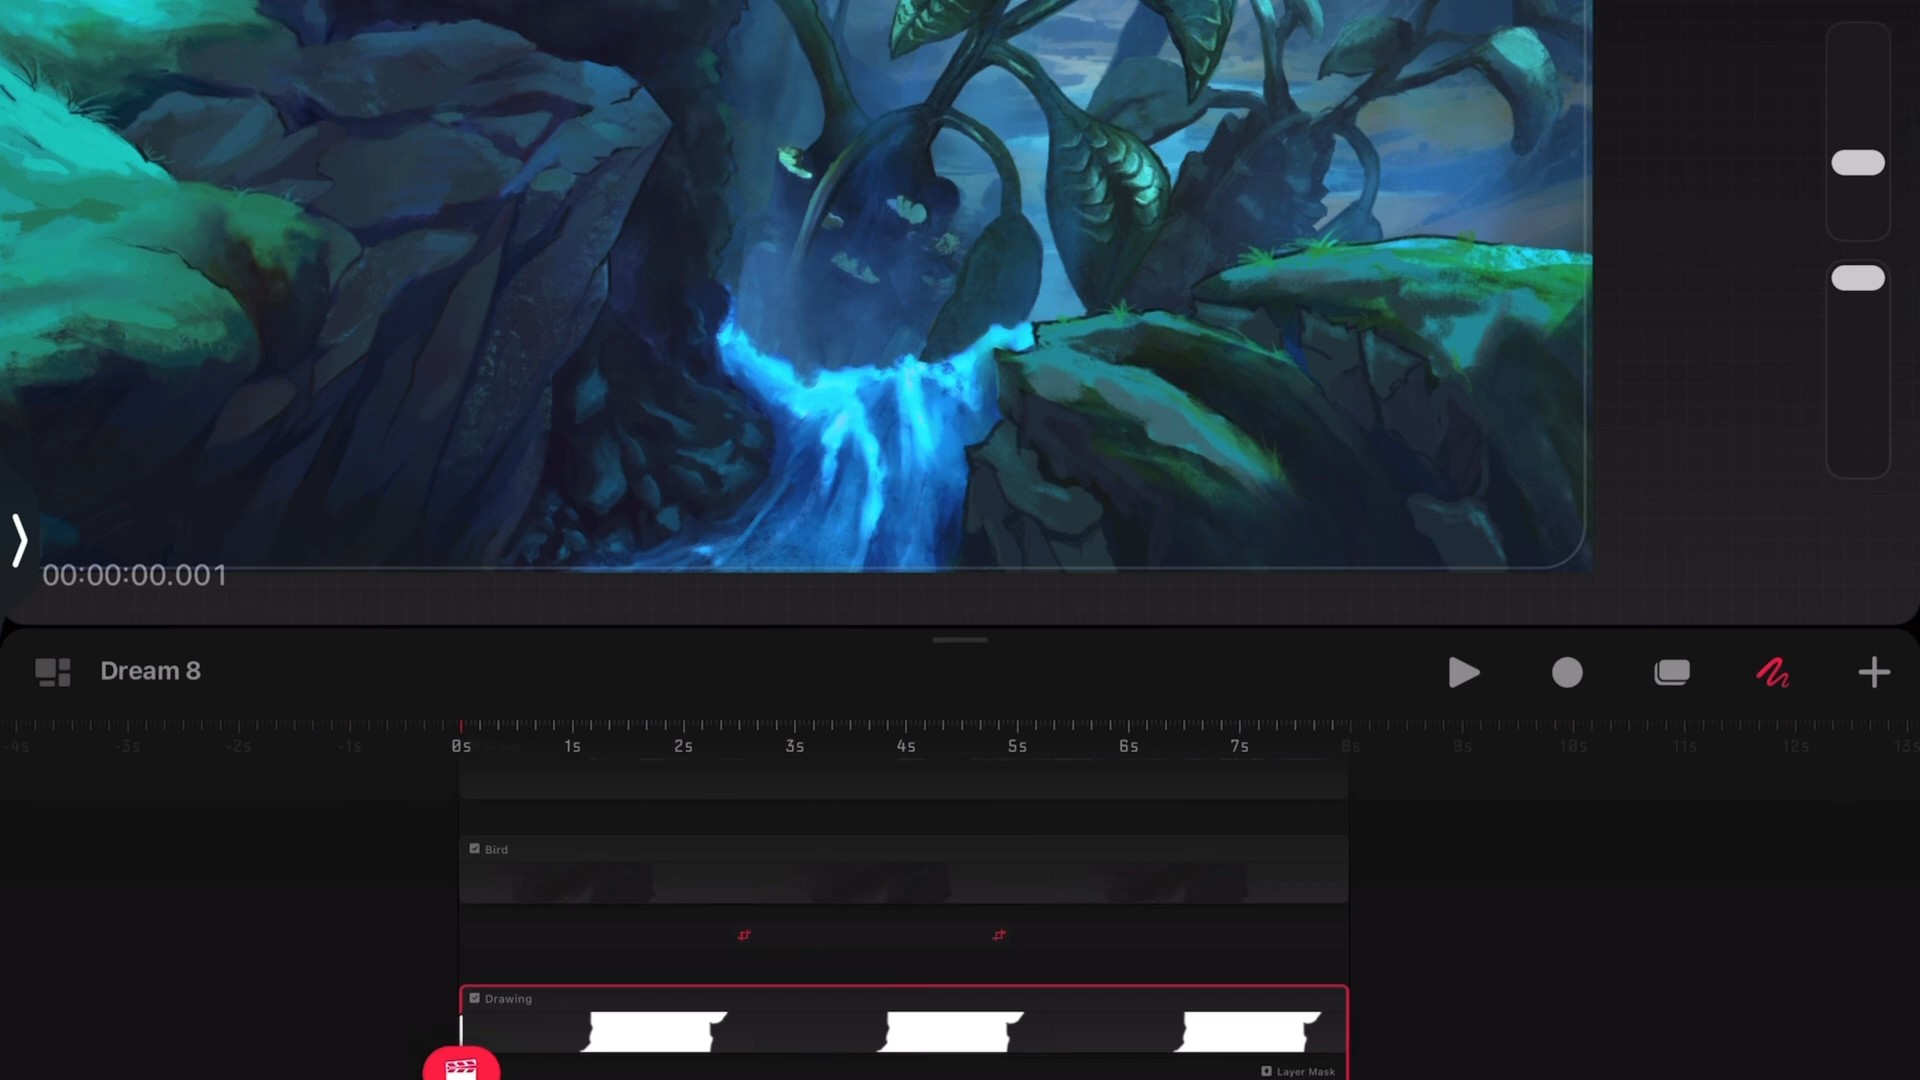 00:00:00.001
Dream 8
-4s -3s -2s -1s 0s 1s 2s 3s 4s 5s 6s 7s 8s 9s 10s 11s 12s 13s
Bird
Drawing
Layer Mask